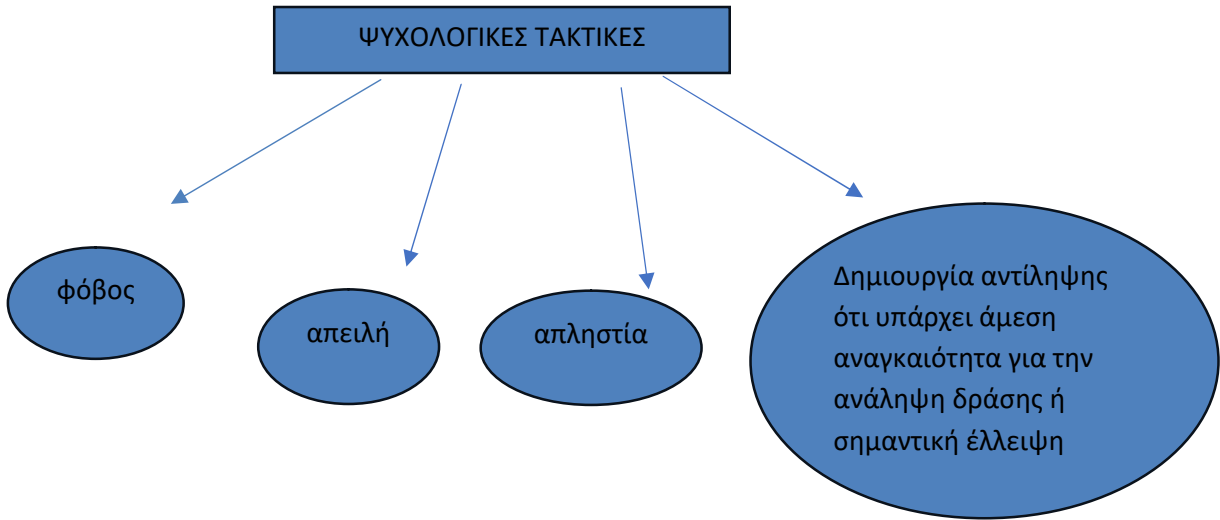 ΨΥΧΟΛΟΓΙΚΕΣ ΤΑΚΤΙΚΕΣ
φόβος
απειλή
απληστία
Δημιουργία αντίληψης
ότι υπάρχει άμεση
αναγκαιότητα για την
ανάληψη δράσης ή
σημαντική έλλειψη